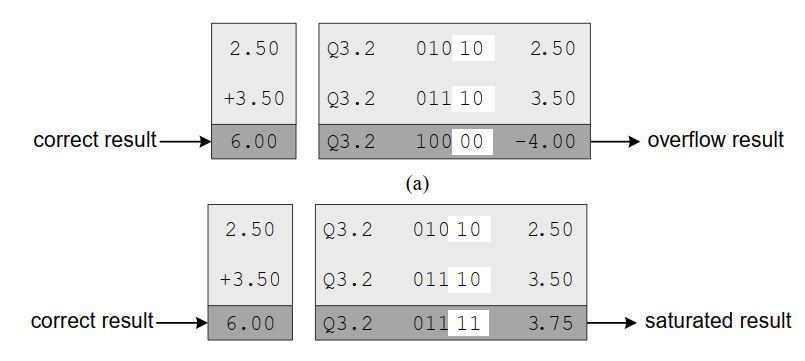 2.50 Q3.2 010 10 2.50
+3.50 Q3.2 011 10 3.50
correct result 6.00 Q3.2 100 00 -4.00 overflow result
(a)
2.50 Q3.2 010 10 2.50
+3.50 Q3.2 011 10 3.50
correct result 6.00 Q3.2 011 11 3.75 saturated result